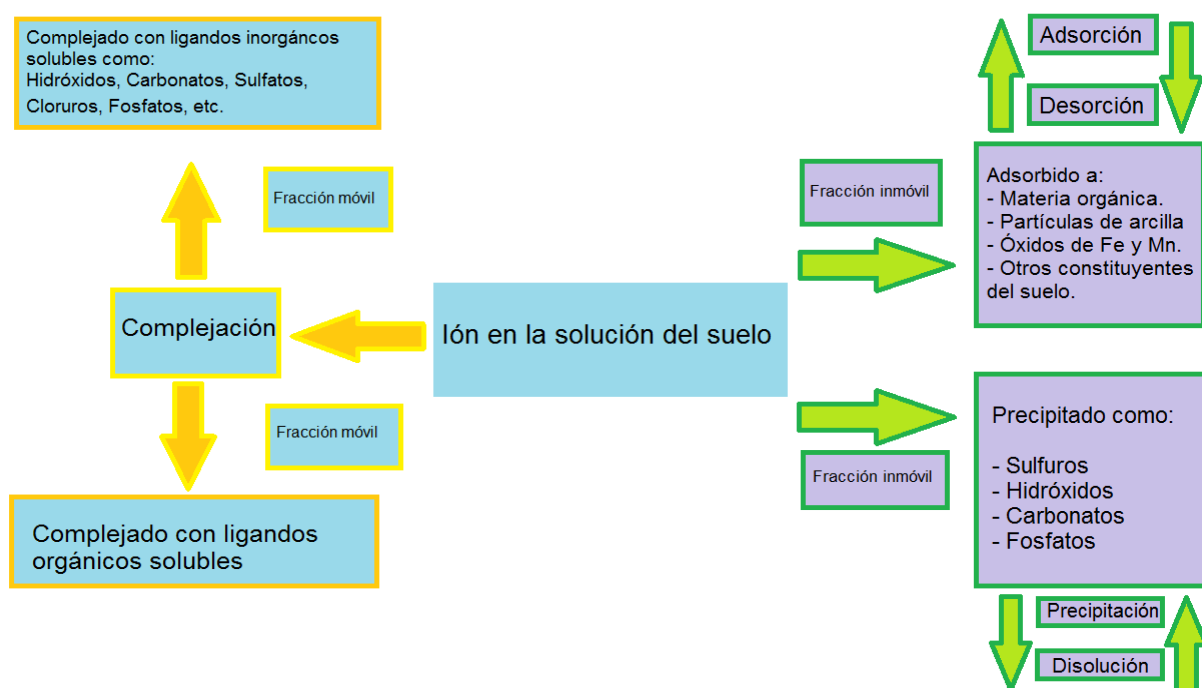 Complejado con ligandos inorgáncos
solubles como:
Hidróxidos, Carbonatos, Sulfatos,
Cloruros, Fosfatos, etc.
Fracción móvil
Complejación
Fracción móvil
Complejado con ligandos
orgánicos solubles
Ión en la solución del suelo
Fracción inmóvil
Fracción inmóvil
Adsorción
Desorción
Adsorbido a:
- Materia orgánica.
- Partículas de arcilla
- Óxidos de Fe y Mn.
- Otros constituyentes
del suelo.
Precipitado como:
- Sulfuros
- Hidróxidos
- Carbonatos
- Fosfatos
Precipitación
Disolución